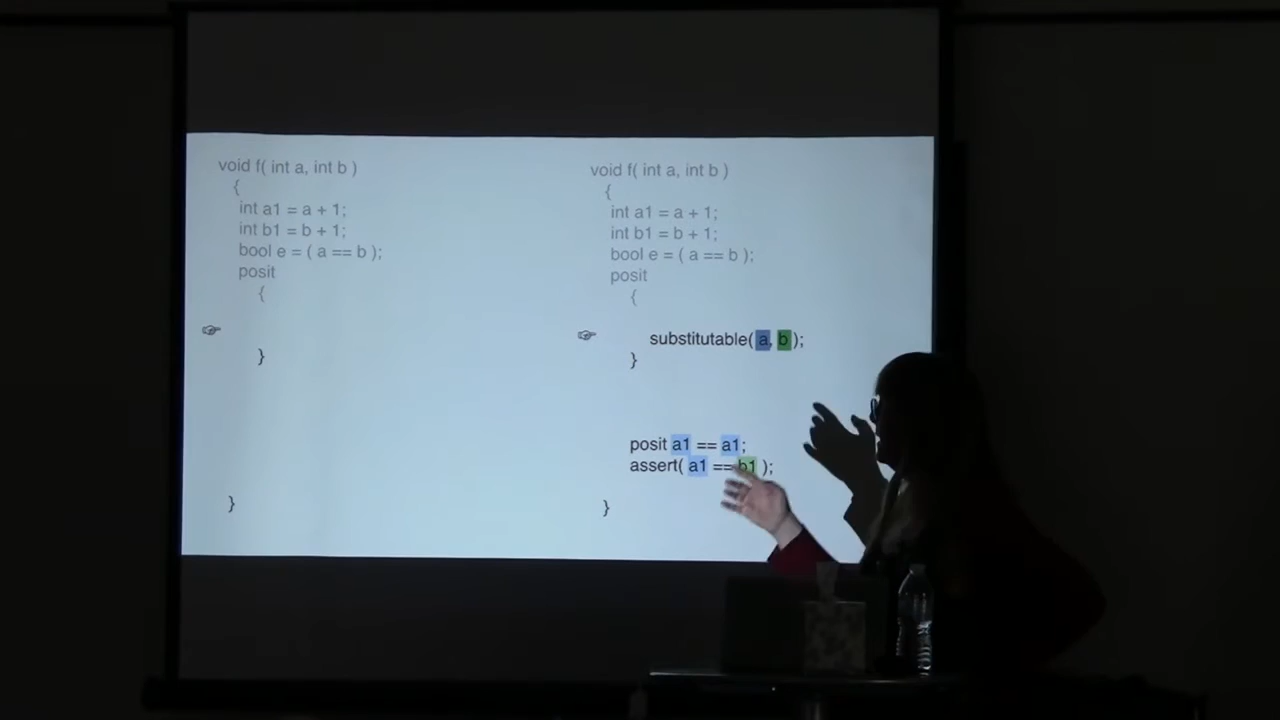 void f( int a, int b )
{
int a1 = a + 1;
int b1 = b + 1;
bool e = ( a == b );
posit
{
}
}
void f( int a, int b )
{
int a1 = a + 1;
int b1 = b + 1;
bool e = ( a == b );
posit
{
substitutable( a, b );
}
posit a1 == a1;
assert( a1 == b1 );
}